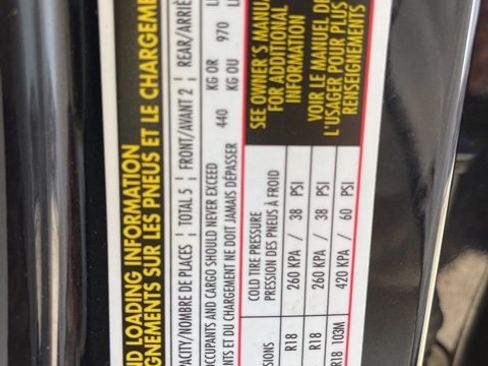 ND LOADING INFORMATION
GNEMENTS SUR LES PNEUS ET LE CHARGEME
ACITY/NOMBRE DE PLACES | TOTAL 5 | FRONT/AVANT 2 | REAR/ARRIÈ
OCCUPANTS AND CARGO SHOULD NEVER EXCEED 440 KG OR 970
NTS ET DU CHARGEMENT NE DOIT JAMAIS DÉPASSER KG OU
COLD TIRE PRESSURE
SIONS PRESSION DES PNEUS À FROID
R18 260 KPA / 38 PSI
R18 260 KPA / 38 PSI
R18 103M 420 KPA / 60 PSI
SEE OWNER'S MANUA
FOR ADDITIONAL
INFORMATION
VOIR LE MANUEL DE
L'USAGER POUR PLUS
RENSEIGNEMENTS